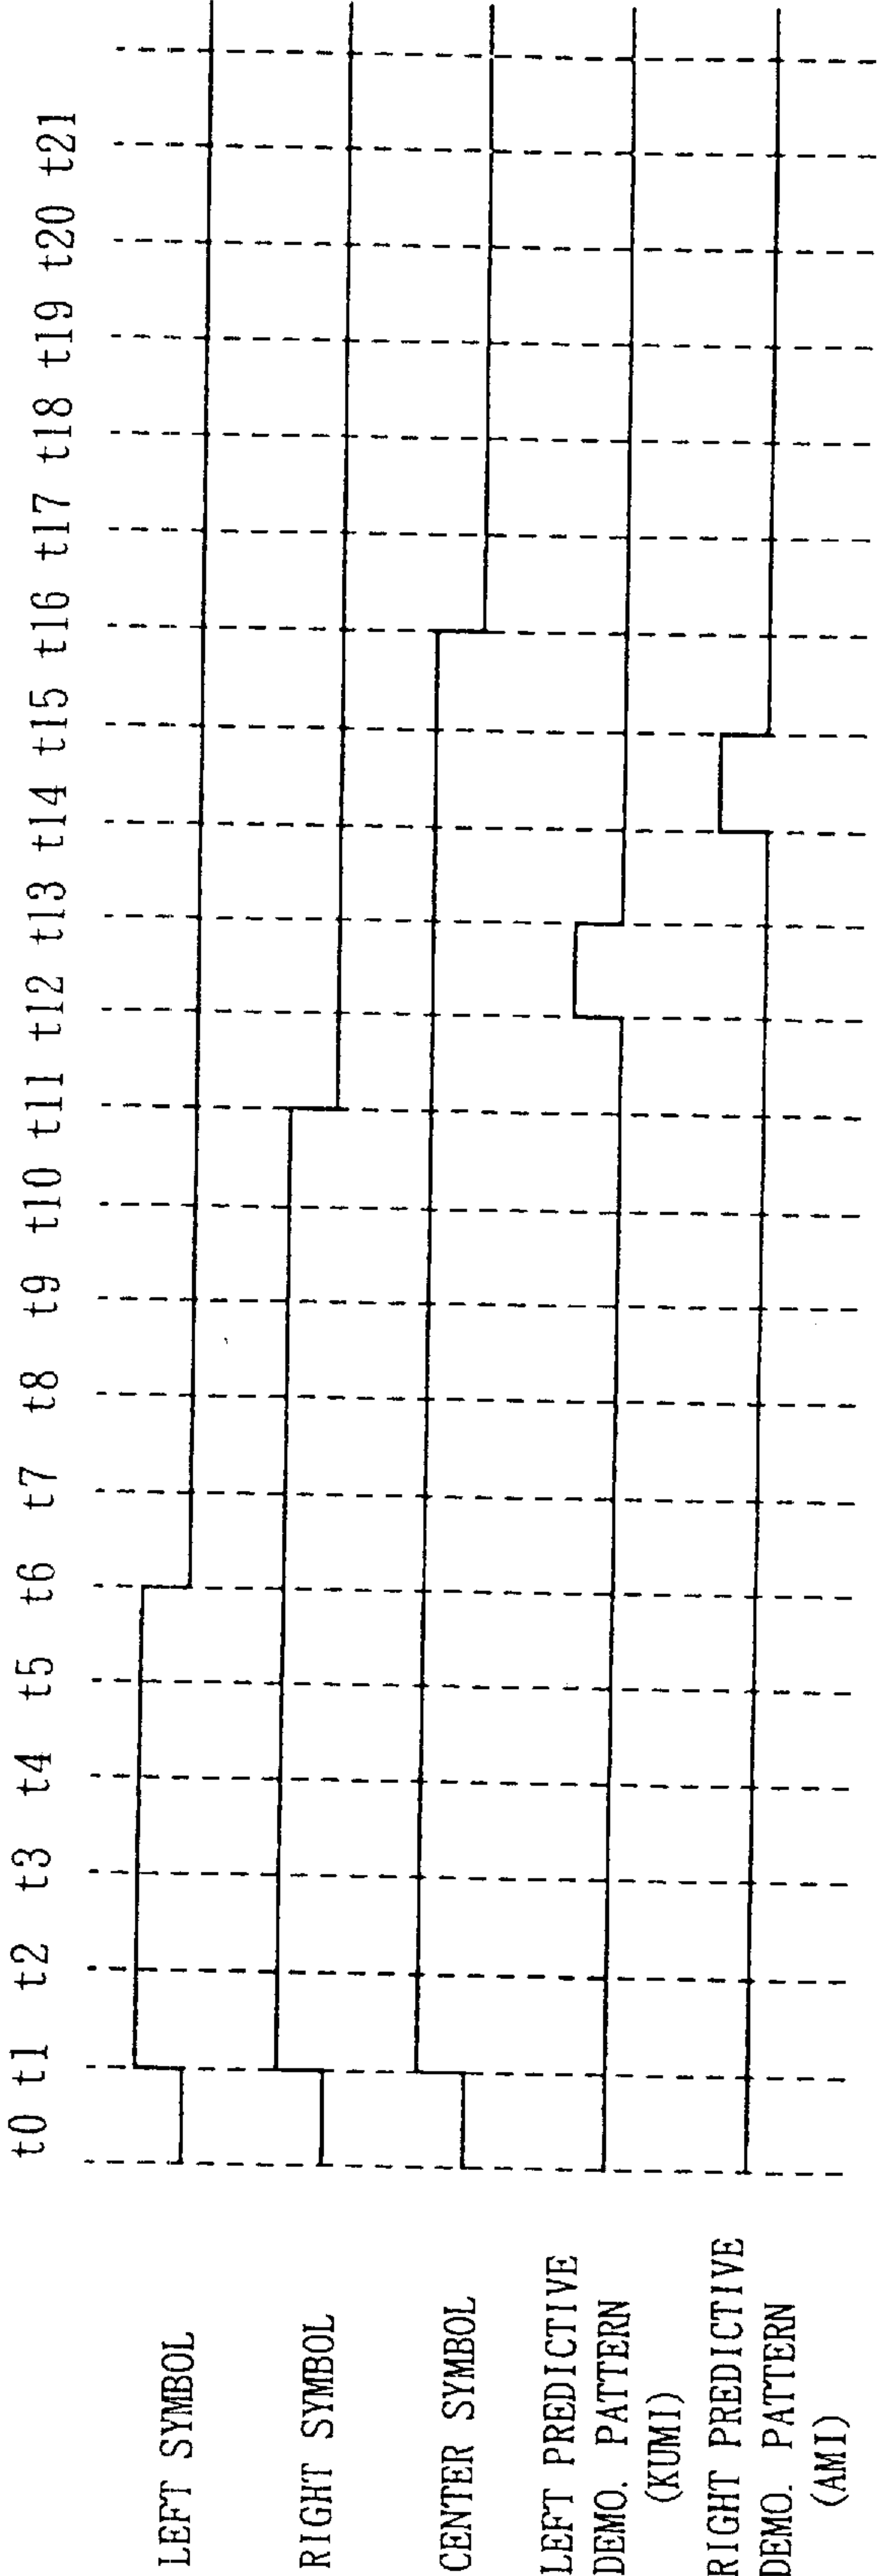 t0 t1 t2 t3 t4 t5 t6 t7 t8 t9 t10 t11 t12 t13 t14 t15 t16 t17 t18 t19 t20 t21
LEFT SYMBOL
RIGHT SYMBOL
CENTER SYMBOL
LEFT PREDICTIVE
DEMO. PATTERN
(KUMI)
RIGHT PREDICTIVE
DEMO. PATTERN
(AMI)